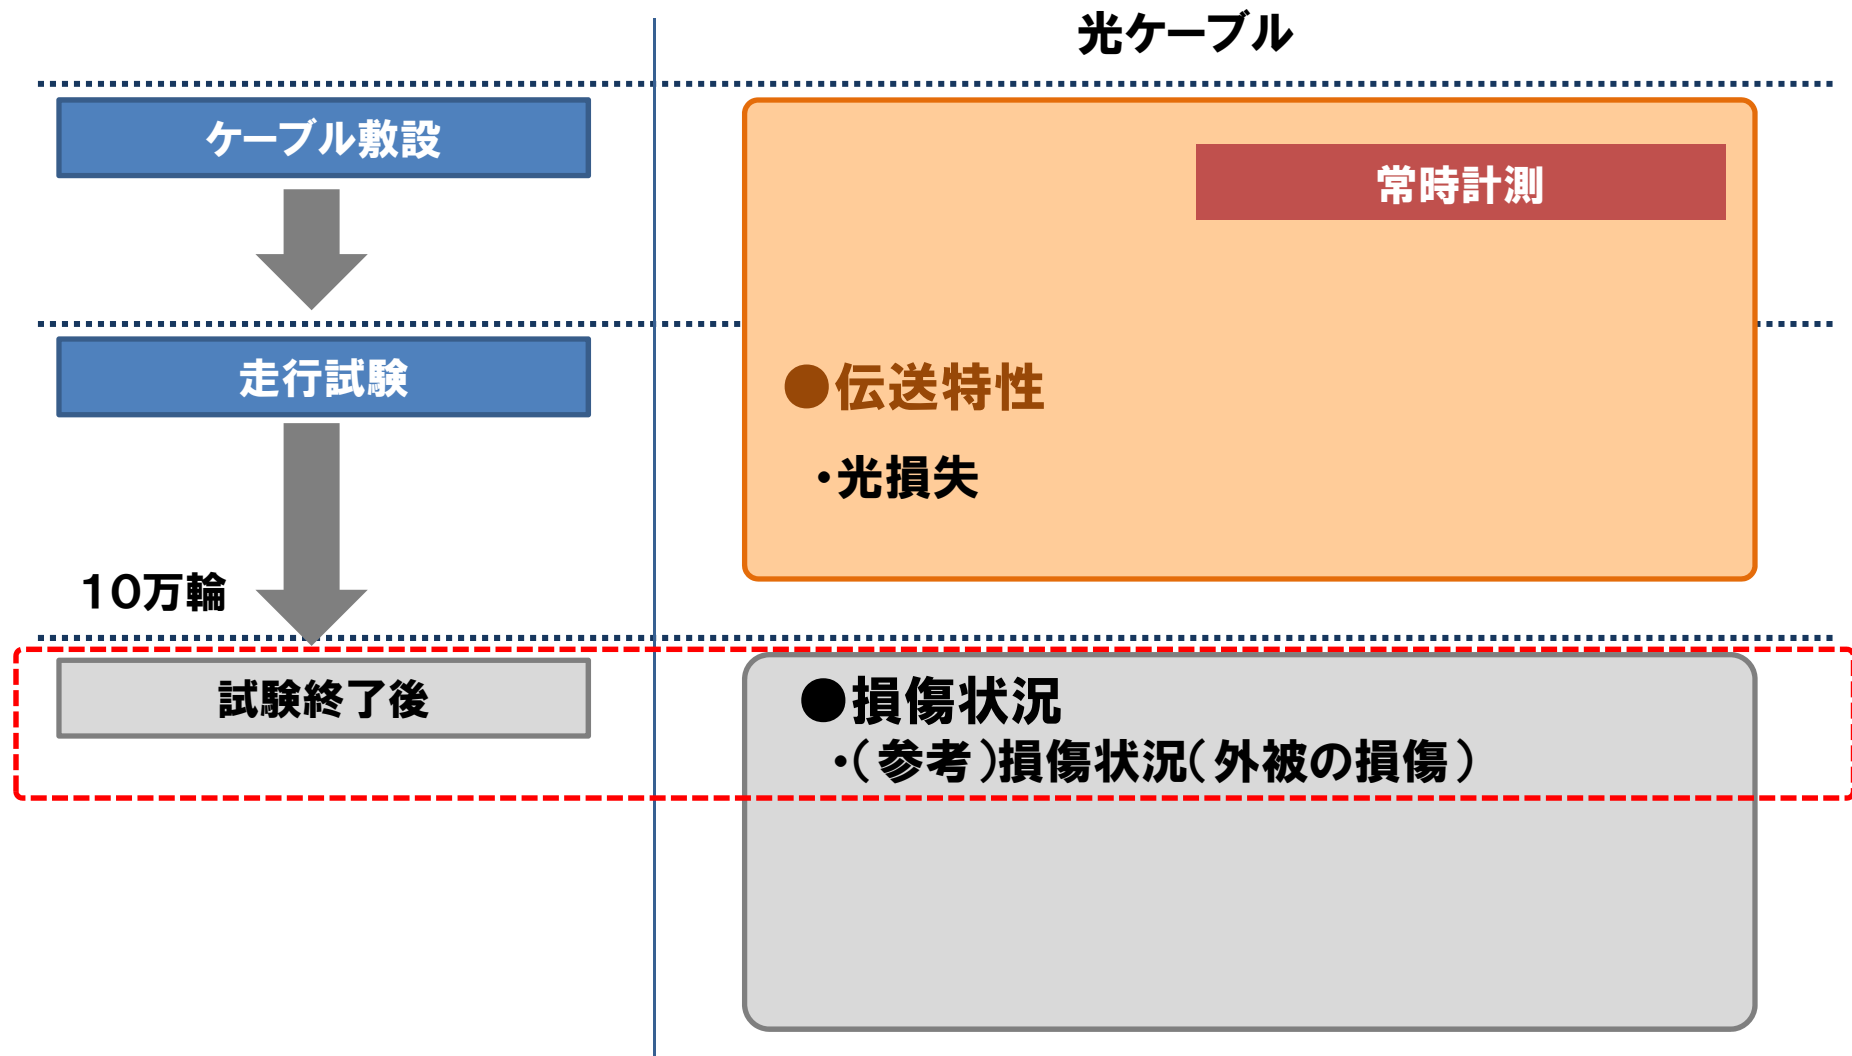 光ケーブル
ケーブル敷設
常時計測
走行試験
●伝送特性
・光損失
10万輪
試験終了後
●損傷状況
・(参考)損傷状況(外被の損傷)